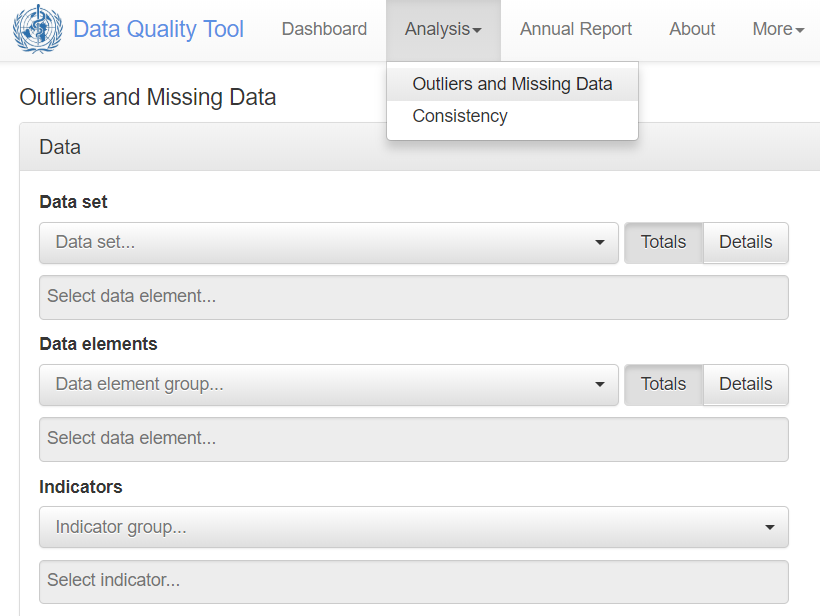 Data Quality Tool Dashboard Analysis Annual Report About More
Outliers and Missing Data
Consistency
Outliers and Missing Data
Data
Data set
Data set... Totals Details
Select data element...
Data elements
Data element group... Totals Details
Select data element...
Indicators
Indicator group...
Select indicator...